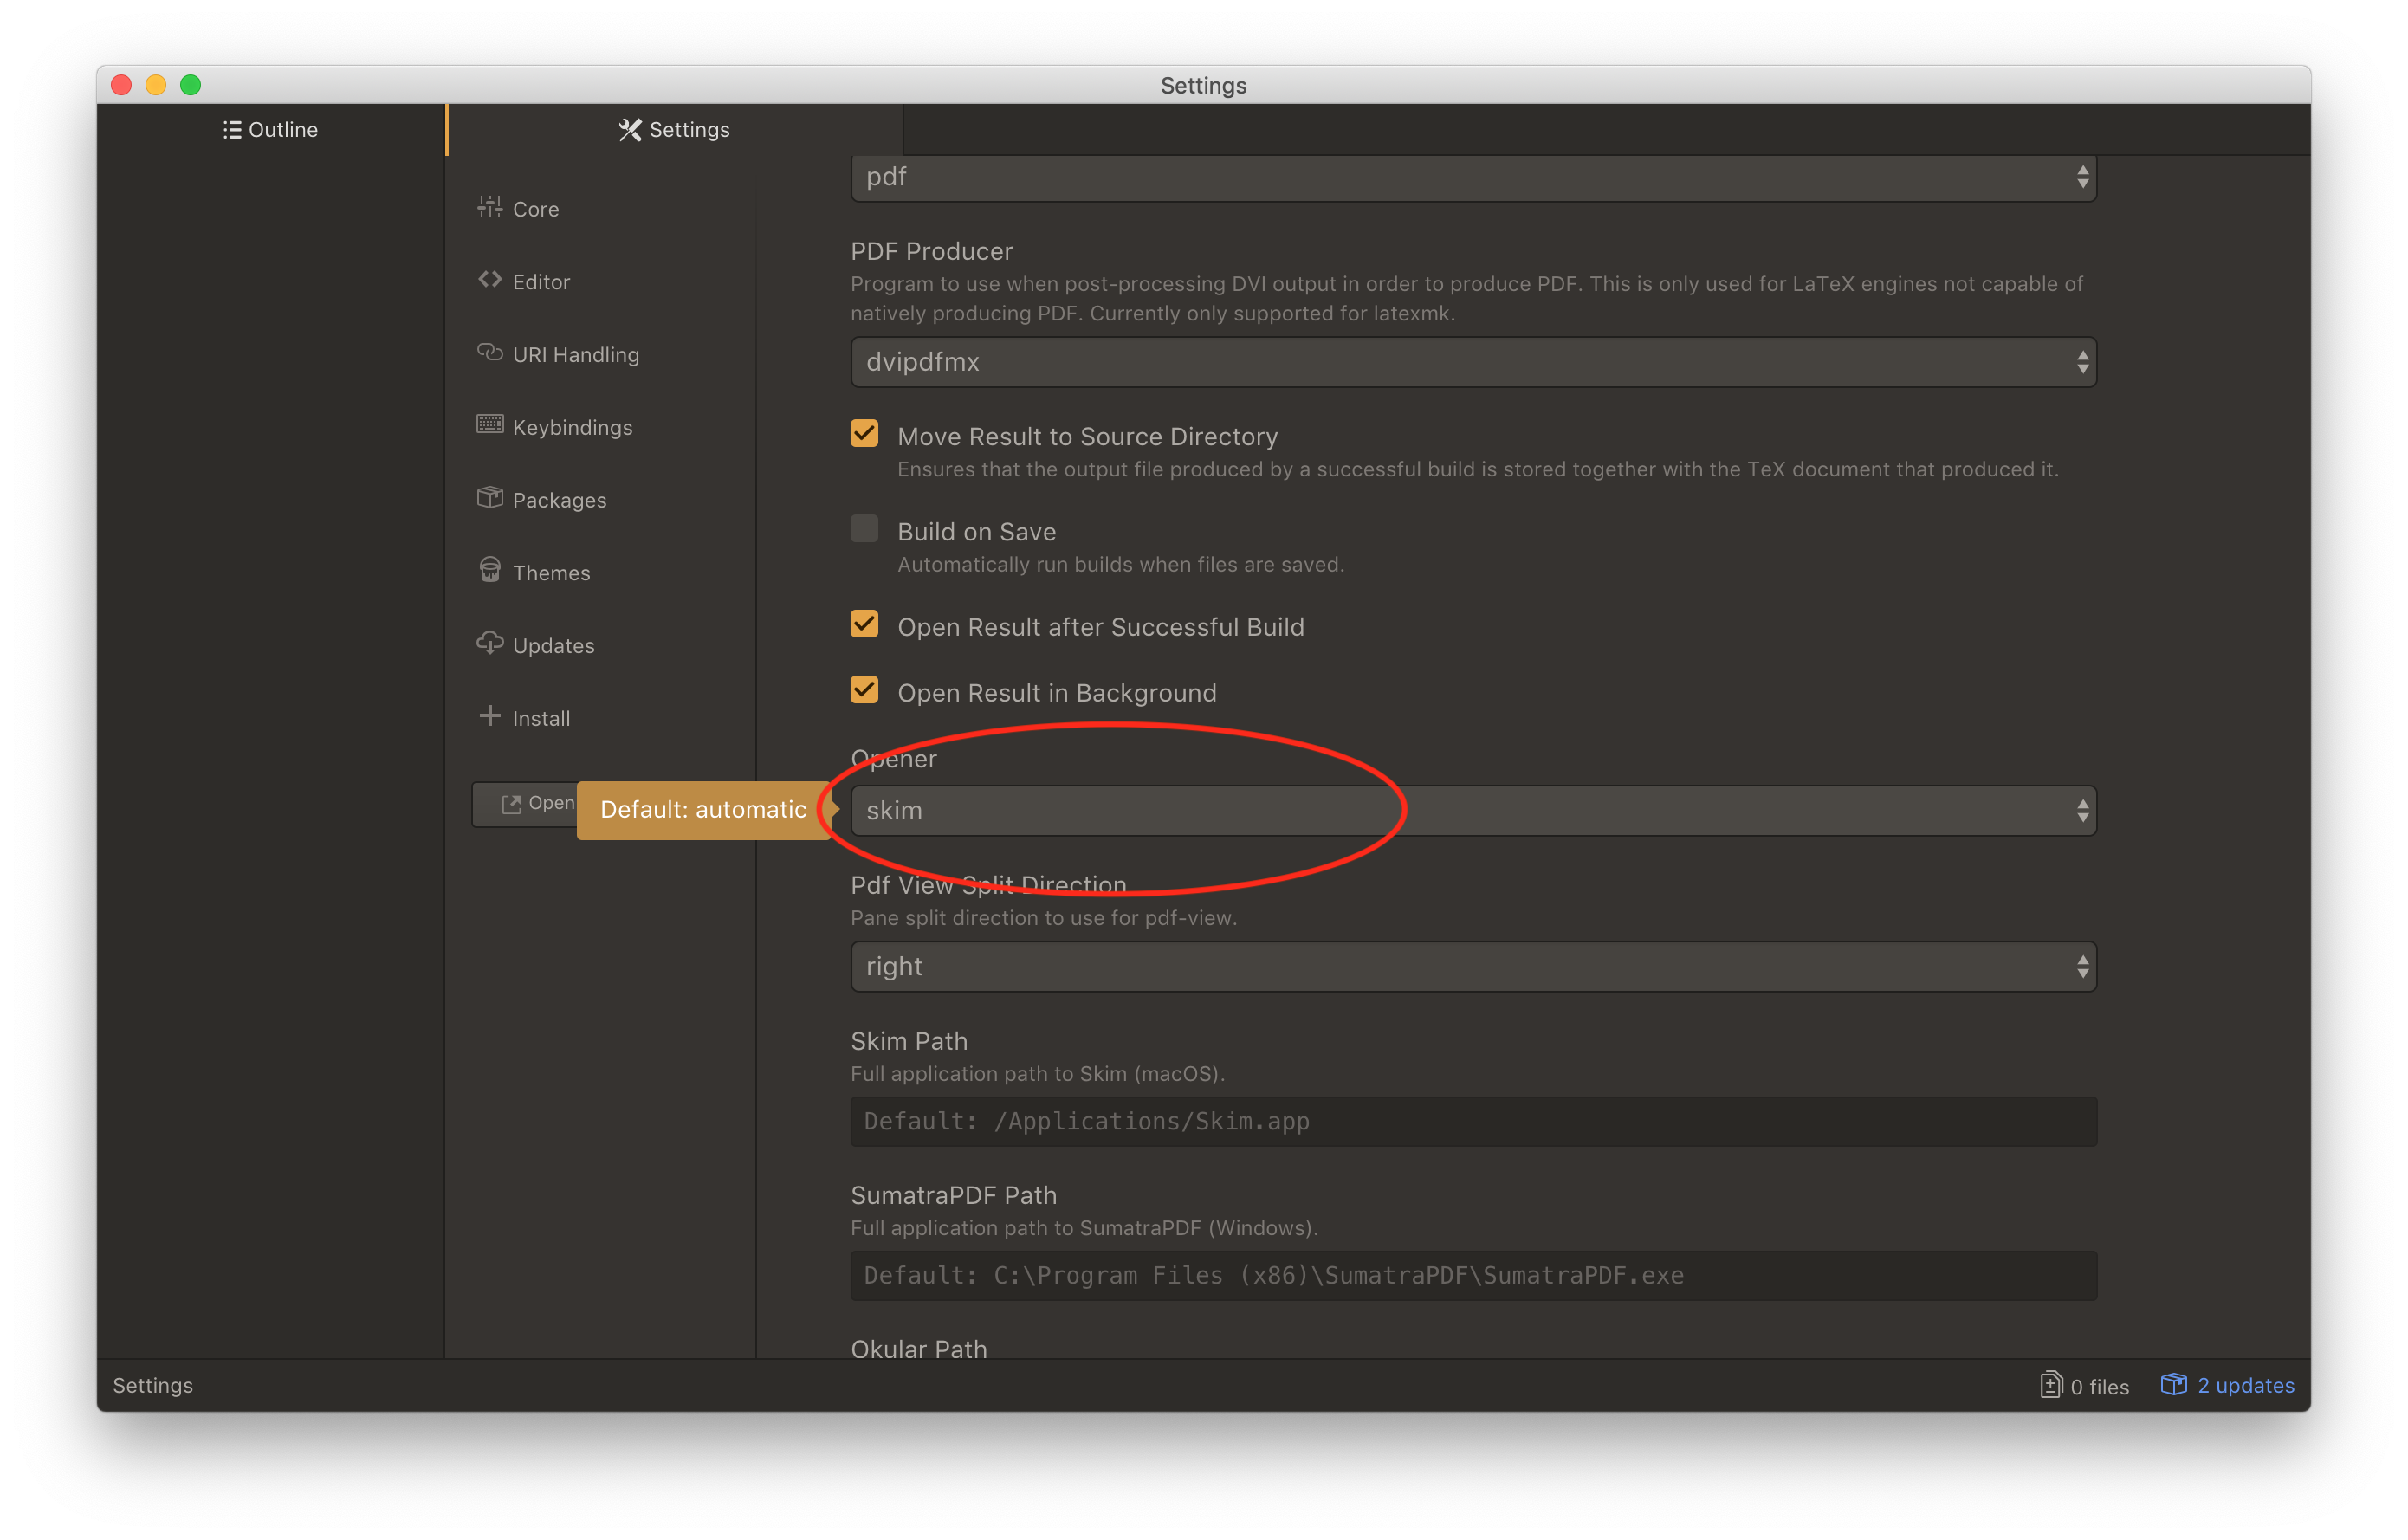 Settings
Outline
Settings
Core
Editor
URI Handling
Keybindings
Packages
Themes
Updates
Install
Open
Default: automatic
pdf
PDF Producer
Program to use when post-processing DVI output in order to produce PDF. This is only used for LaTeX engines not capable of
natively producing PDF. Currently only supported for latexmk.
dvipdfmx
Move Result to Source Directory
Ensures that the output file produced by a successful build is stored together with the TeX document that produced it.
Build on Save
Automatically run builds when files are saved.
Open Result after Successful Build
Open Result in Background
Opener
skim
Pdf View Split Direction
Pane split direction to use for pdf-view.
right
Skim Path
Full application path to Skim (macOS).
Default: /Applications/Skim.app
SumatraPDF Path
Full application path to SumatraPDF (Windows).
Default: C:\Program Files (x86)\SumatraPDF\SumatraPDF.exe
Okular Path
Settings
0 files
2 updates